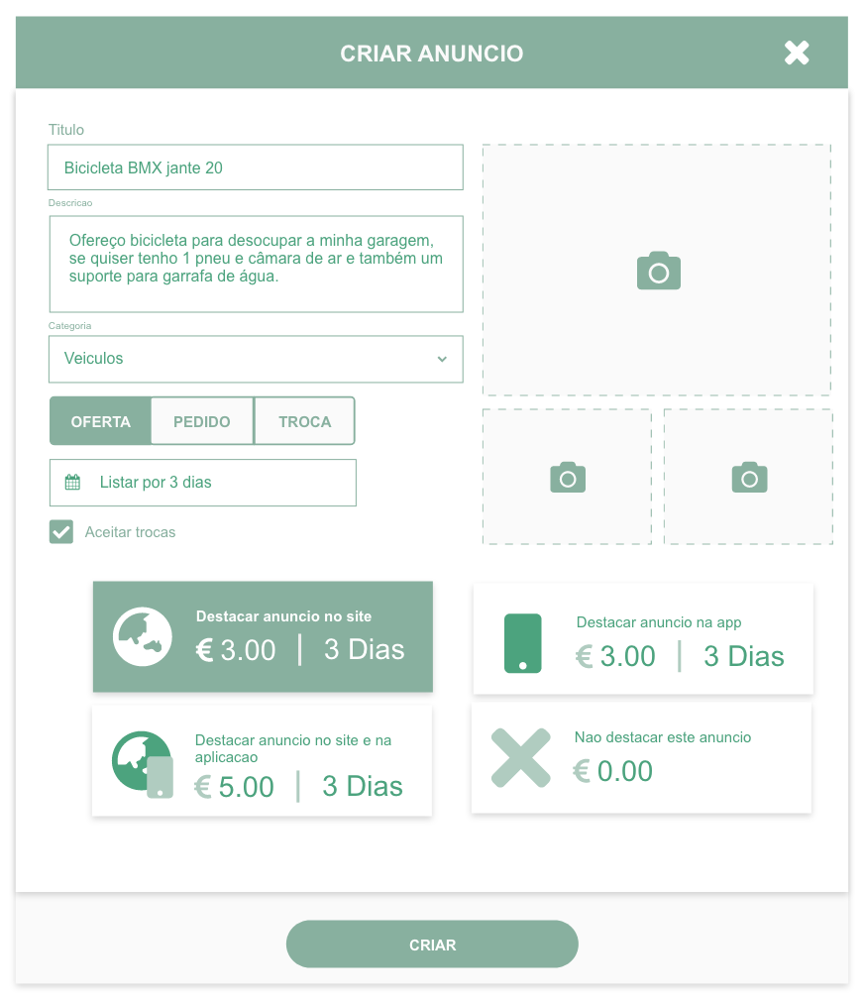 CRIAR ANUNCIO
Titulo
Bicicleta BMX jante 20
Descricao
Ofereço bicicleta para desocupar a minha garagem,
se quiser tenho 1 pneu e câmara de ar e também um
suporte para garrafa de água.
Categoria
Veiculos
OFERTA PEDIDO TROCA
Listar por 3 dias
Aceitar trocas
Destacar anuncio no site
€ 3.00 | 3 Dias
Destacar anuncio na app
€ 3.00 | 3 Dias
Destacar anuncio no site e na
aplicacao
€ 5.00 | 3 Dias
Nao destacar este anuncio
€ 0.00
CRIAR